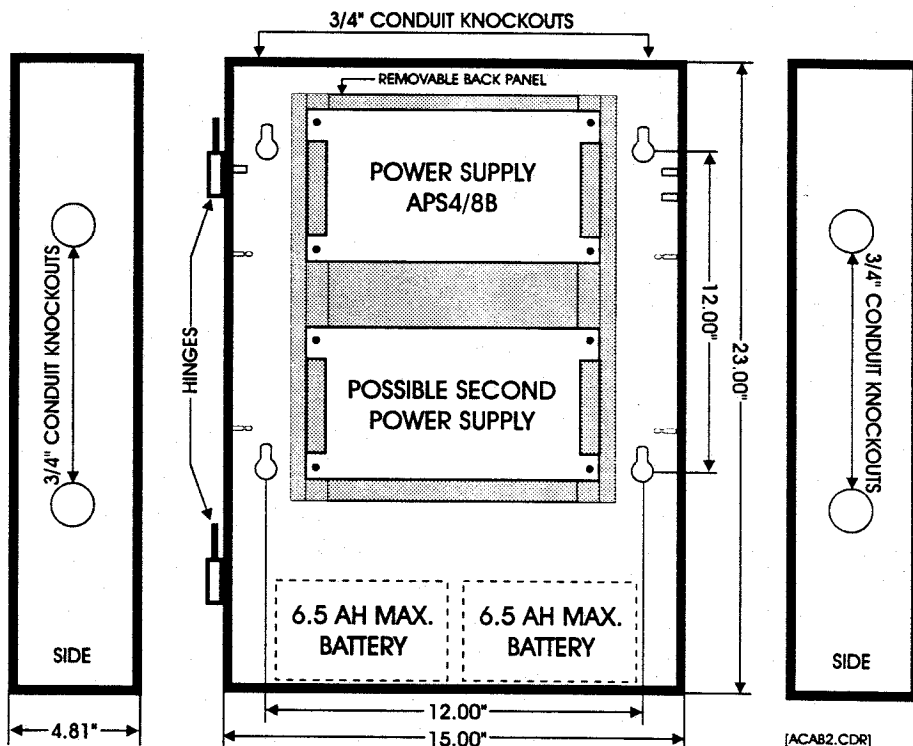 3/4" CONDUIT KNOCKOUTS
REMOVABLE BACK PANEL
POWER SUPPLY
APS4/8B
3/4" CONDUIT KNOCKOUTS
HINGES
12.00"
23.00"
3/4" CONDUIT KNOCKOUTS
POSSIBLE SECOND
POWER SUPPLY
6.5 AH MAX.
BATTERY
6.5 AH MAX.
BATTERY
SIDE
SIDE
4.81"
12.00"
15.00"
[ACAB2.CDR]